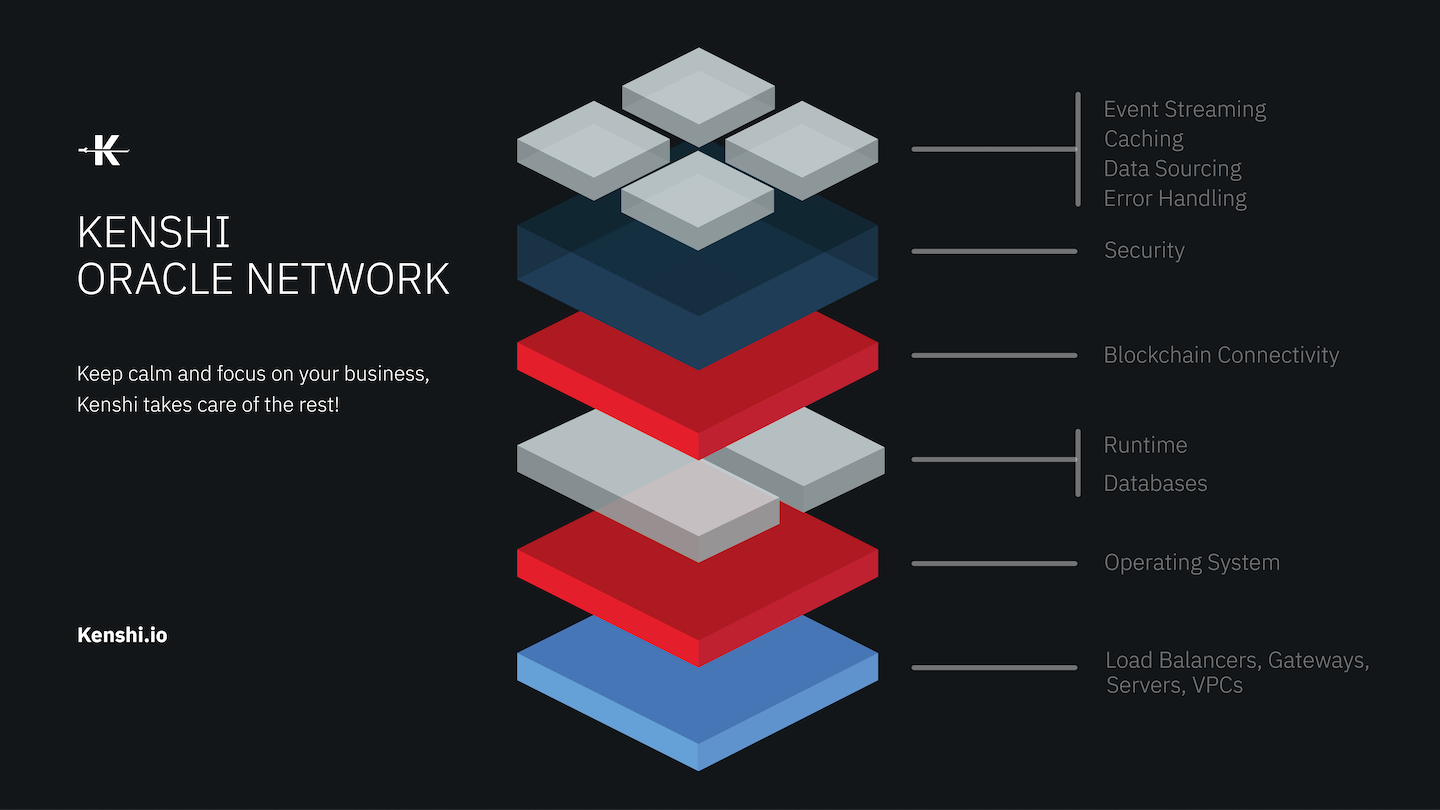 K
KENSHI
ORACLE NETWORK
Keep calm and focus on your business,
Kenshi takes care of the rest!
Kenshi.io
Event Streaming
Caching
Data Sourcing
Error Handling
Security
Blockchain Connectivity
Runtime
Databases
Operating System
Load Balancers, Gateways,
Servers, VPCs